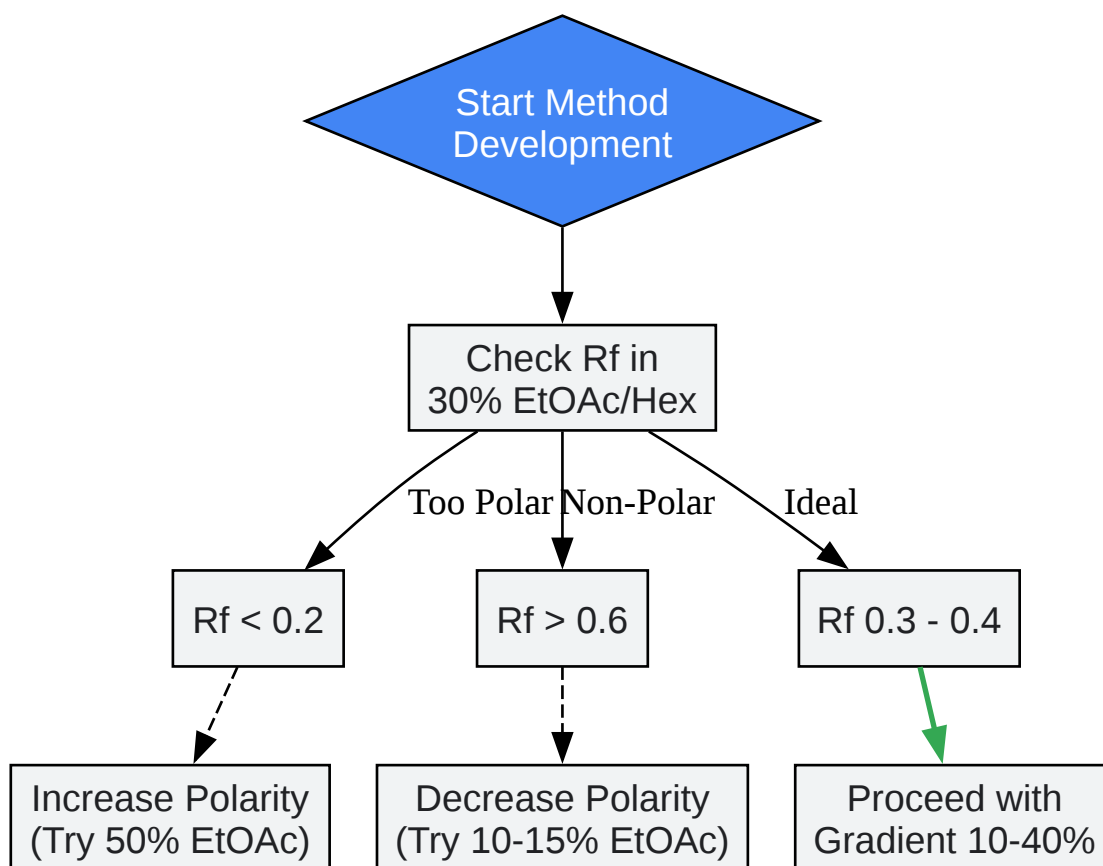 Start Method
Development
Check Rf in
30% EtOAc/Hex
Too Polar
Non-Polar
Ideal
Rf < 0.2
Rf > 0.6
Rf 0.3 - 0.4
Increase Polarity
(Try 50% EtOAc)
Decrease Polarity
(Try 10-15% EtOAc)
Proceed with
Gradient 10-40%